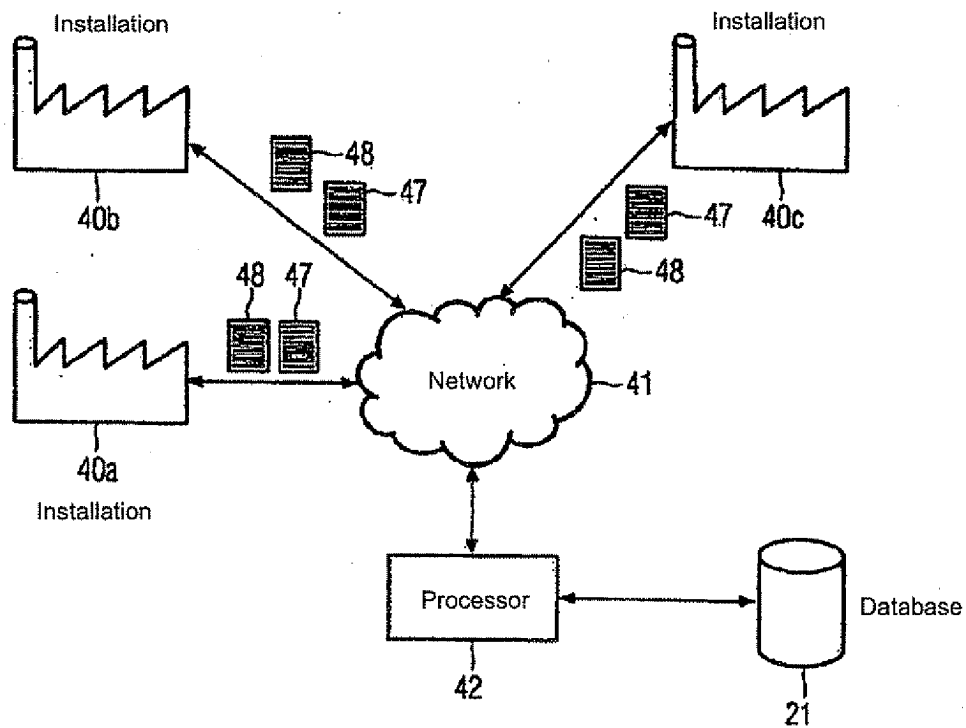 Installation
Installation
48
47
40b
47
48
40c
48
47
Network
41
40a
Installation
Processor
Database
42
21